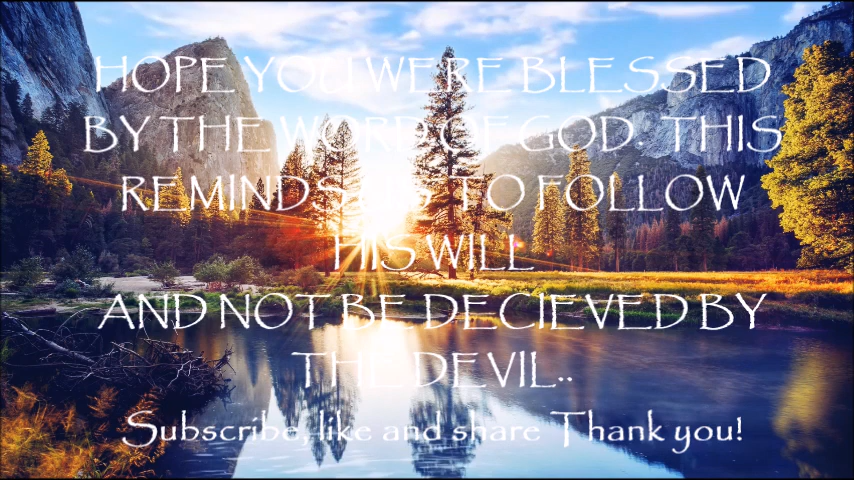 HOPE YOU WERE BLESSED
BY THE WORD OF GOD. THIS
REMINDS US TO FOLLOW
HIS WILL
AND NOT BE DECIEVED BY
THE DEVIL..
Subscribe, like and share Thank you!